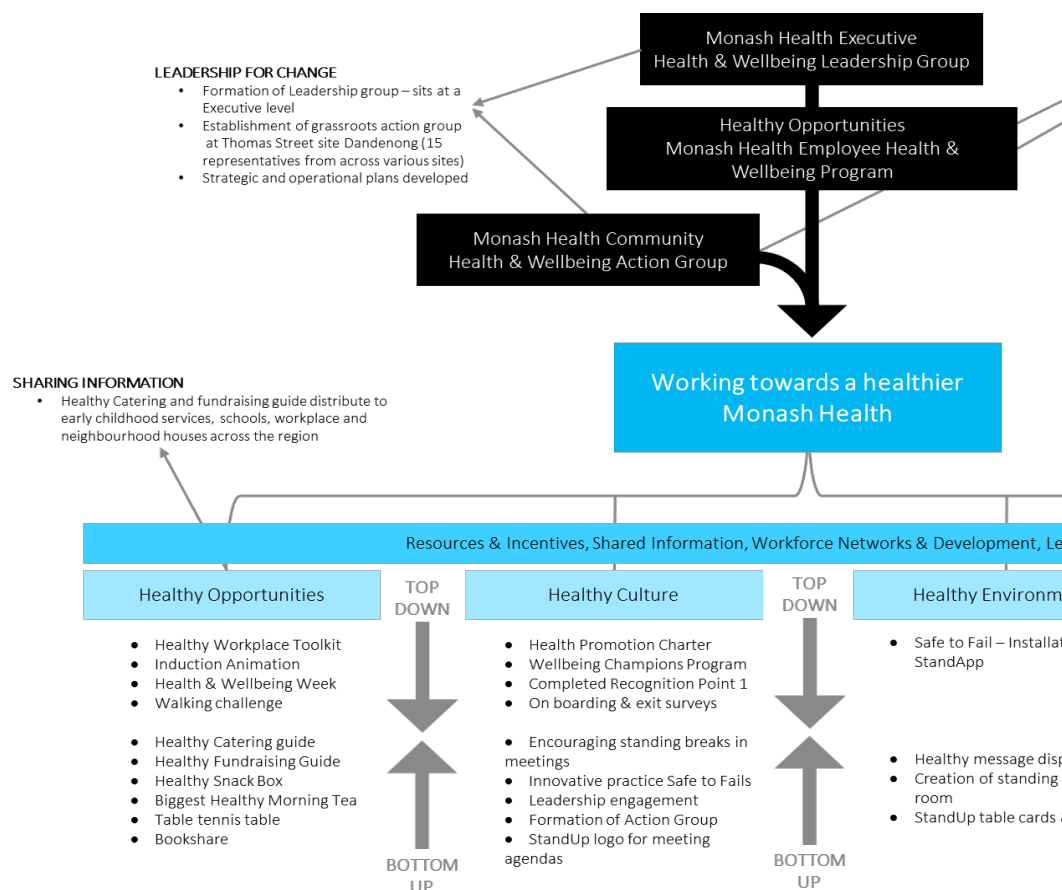 Monash Health Executive
Health & Wellbeing Leadership Group
LEADERSHIP FOR CHANGE
• Formation of Leadership group – sits at a
Executive level
• Establishment of grassroots action group
at Thomas Street site Dandenong (15
representatives from across various sites)
• Strategic and operational plans developed
Healthy Opportunities
Monash Health Employee Health &
Wellbeing Program
Monash Health Community
Health & Wellbeing Action Group
Working towards a healthier
Monash Health
SHARING INFORMATION
• Healthy Catering and fundraising guide distribute to
early childhood services, schools, workplace and
neighbourhood houses across the region
Resources & Incentives, Shared Information, Workforce Networks & Development,
Healthy Opportunities
• Healthy Workplace Toolkit
• Induction Animation
• Health & Wellbeing Week
• Walking challenge
• Healthy Catering guide
• Healthy Fundraising Guide
• Healthy Snack Box
• Biggest Healthy Morning Tea
• Table tennis table
• Bookshare
TOP
DOWN
BOTTOM
UP
Healthy Culture
• Health Promotion Charter
• Wellbeing Champions Program
• Completed Recognition Point 1
• On boarding & exit surveys
• Encouraging standing breaks in
meetings
• Innovative practice Safe to Fails
• Leadership engagement
• Formation of Action Group
• StandUp logo for meeting
agendas
TOP
DOWN
BOTTOM
UP
Healthy
• Safe to Fail –
StandApp
• Healthy message
• Creation of standing
room
• StandUp table cards